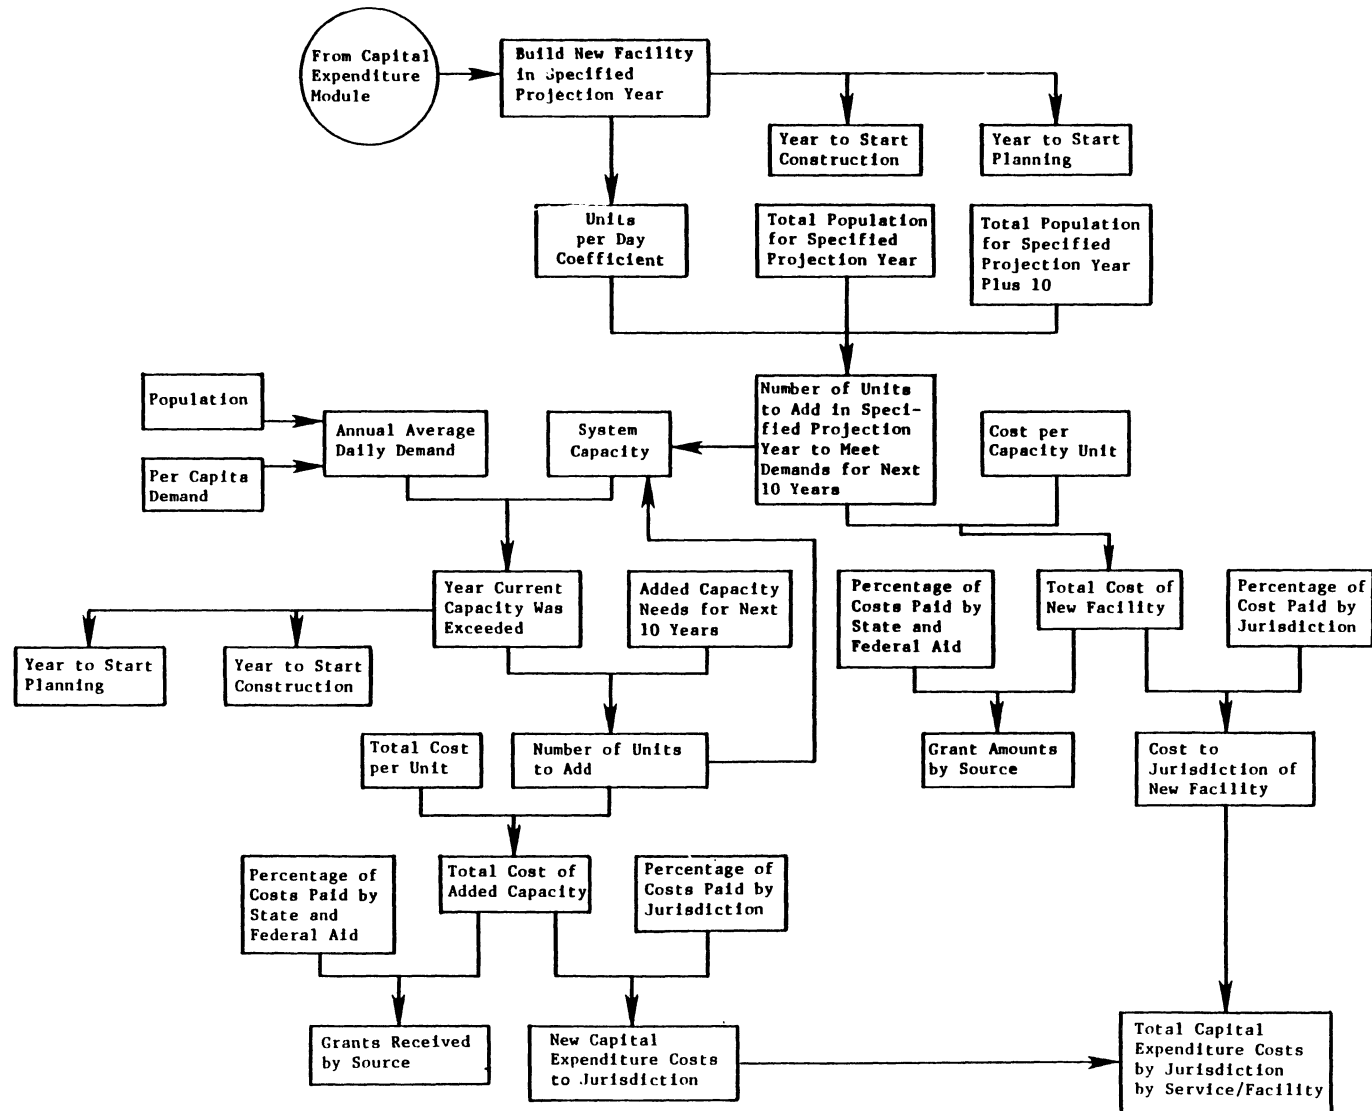 From Capital
Expenditure
Module
Build New Facility
in Specified
Projection Year
Year to Start
Construction
Year to Start
Planning
Units
per Day
Coefficient
Total Population
for Specified
Projection Year
Total Population
for Specified
Projection Year
Plus 10
Population
Per Capita
Demand
Annual Average
Daily Demand
System
Capacity
Number of Units
to Add in Speci-
fied Projection
Year to Meet
Demands for Next
10 Years
Cost per
Capacity Unit
Year Current
Capacity Was
Exceeded
Added Capacity
Needs for Next
10 Years
Percentage of
Costs Paid by
State and
Federal Aid
Total Cost of
New Facility
Percentage of
Cost Paid by
Jurisdiction
Year to Start
Planning
Year to Start
Construction
Total Cost
per Unit
Number of Units
to Add
Grant Amounts
by Source
Cost to
Jurisdiction of
New Facility
Percentage of
Costs Paid by
State and
Federal Aid
Total Cost of
Added Capacity
Percentage of
Costs Paid by
Jurisdiction
Grants Received
by Source
New Capital
Expenditure Costs
to Jurisdiction
Total Capital
Expenditure Costs
by Jurisdiction
by Service/Facility